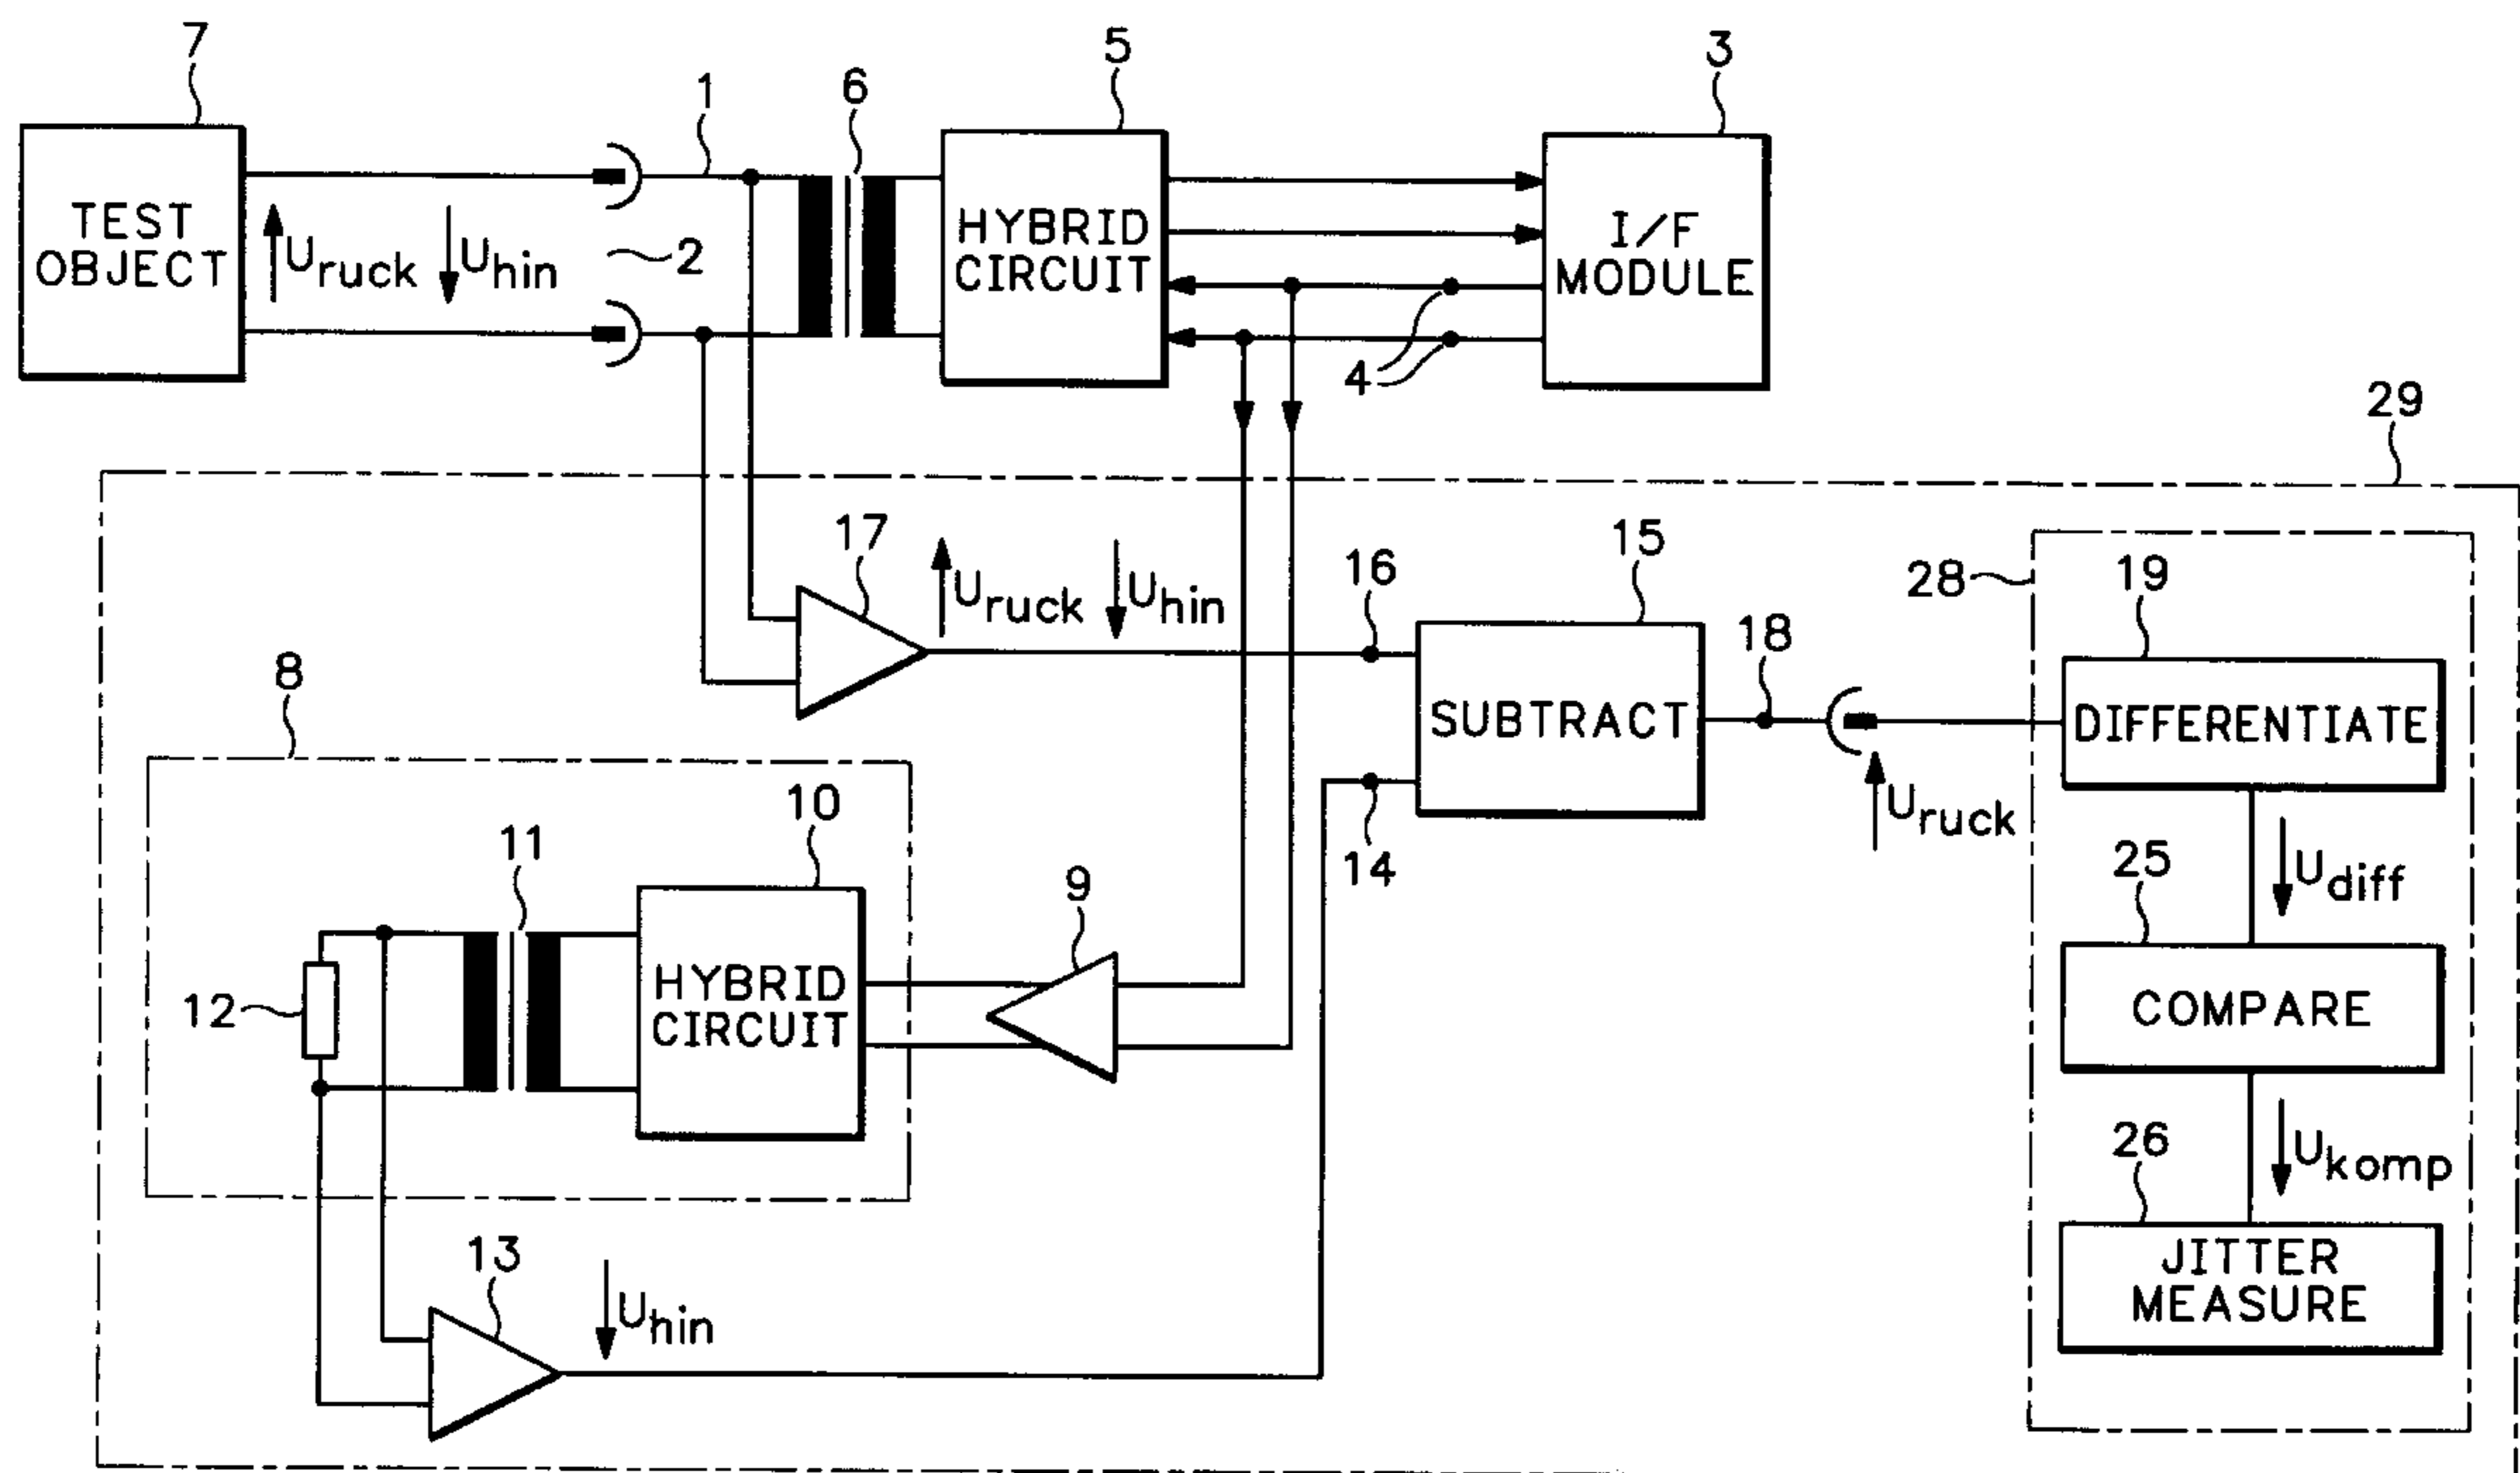 7
1
6
5
3
TEST
OBJECT
Uruck
Uhin
2
HYBRID
CIRCUIT
I/F
MODULE
4
29
17
Uruck
Uhin
16
15
18
28
19
SUBTRACT
DIFFERENTIATE
14
Uruck
Udiff
8
10
11
9
25
12
HYBRID
CIRCUIT
COMPARE
Ukomp
26
13
Uhin
JITTER
MEASURE